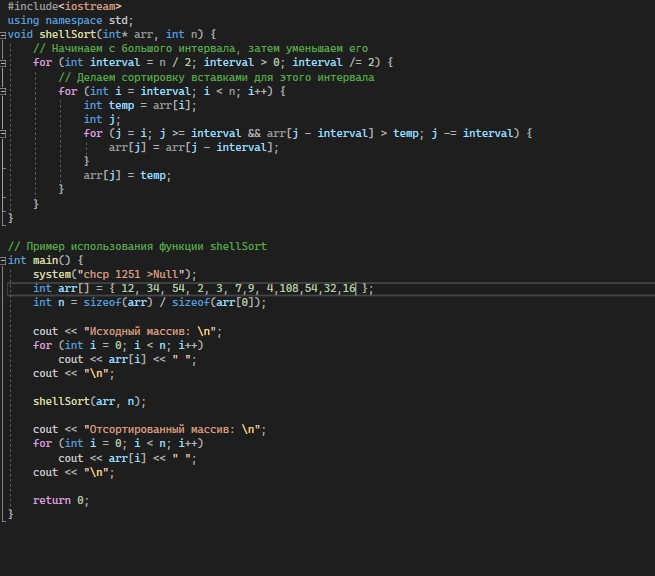 #include<iostream>
using namespace std;
void shellSort(int* arr, int n) {
    // Начинаем с большого интервала, затем уменьшаем его
    for (int interval = n / 2; interval > 0; interval /= 2) {
        // Делаем сортировку вставками для этого интервала
        for (int i = interval; i < n; i++) {
            int temp = arr[i];
            int j;
            for (j = i; j >= interval && arr[j - interval] > temp; j -= interval) {
                arr[j] = arr[j - interval];
            }
            arr[j] = temp;
        }
    }
}

// Пример использования функции shellSort
int main() {
    system("chcp 1251 >Null");
    int arr[] = { 12, 34, 54, 2, 3, 7,9, 4,108,54,32,16 };
    int n = sizeof(arr) / sizeof(arr[0]);

    cout << "Исходный массив: \n";
    for (int i = 0; i < n; i++)
        cout << arr[i] << " ";
    cout << "\n";

    shellSort(arr, n);

    cout << "Отсортированный массив: \n";
    for (int i = 0; i < n; i++)
        cout << arr[i] << " ";
    cout << "\n";

    return 0;
}